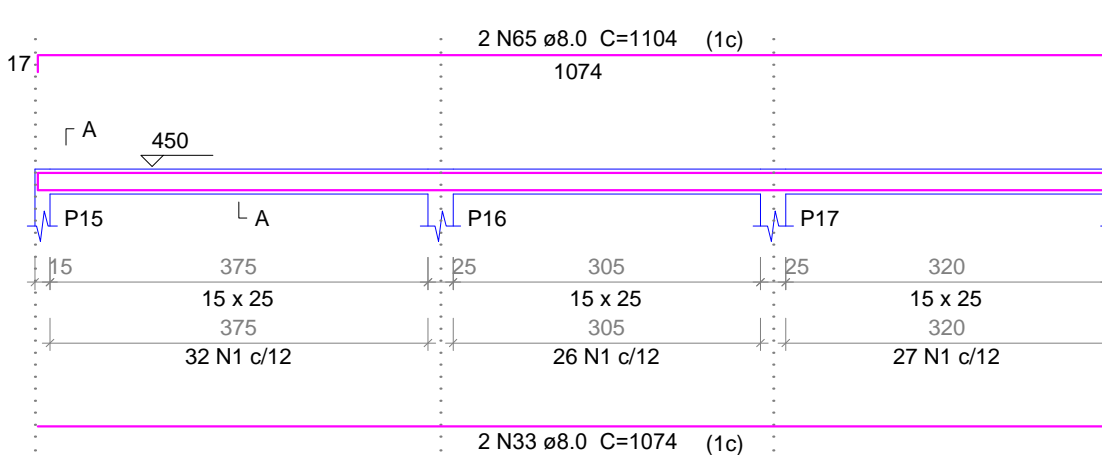 2 N65 ø8.0 C=1104 (1c)
17
1074
A
450
P15 A P16 P17
15 375 25 305 25 320
15 x 25 15 x 25 15 x 25
375 305 320
32 N1 c/12 26 N1 c/12 27 N1 c/12
2 N33 ø8.0 C=1074 (1c)